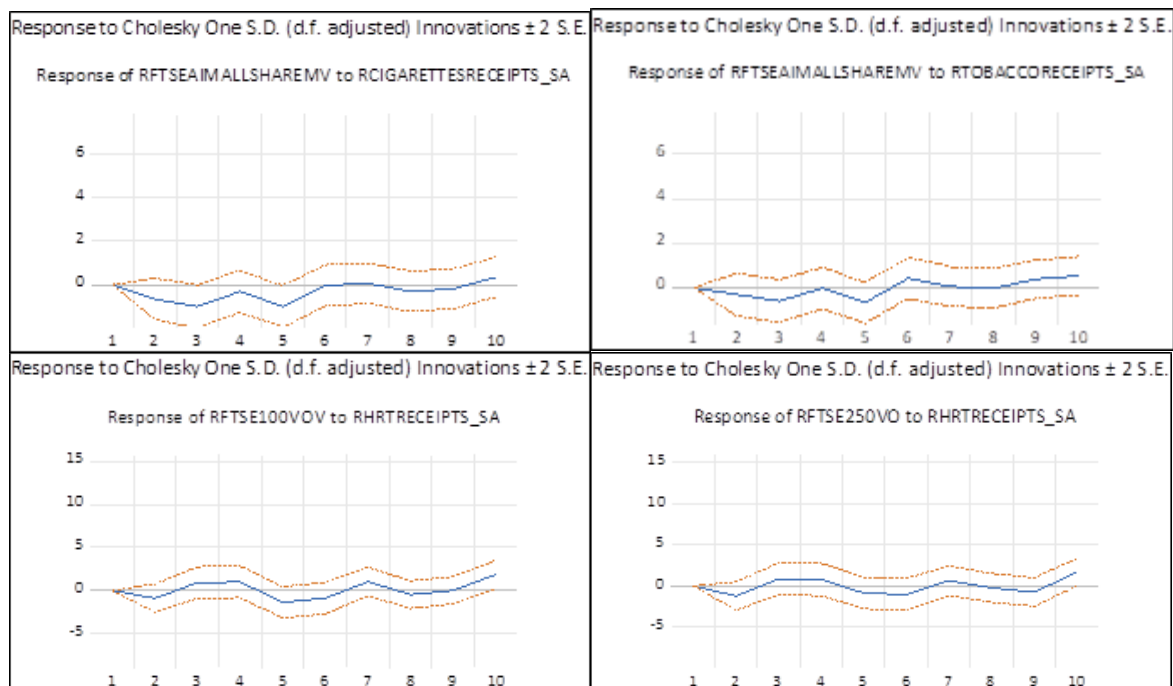 Response to Cholesky One S.D. (d.f. adjusted) Innovations ± 2 S.E.
Response of RFTSEAIMALLSHAREMV to RCIGARETTESRECEIPTS_SA
6
4
2
0
1 2 3 4 5 6 7 8 9 10
Response to Cholesky One S.D. (d.f. adjusted) Innovations ± 2 S.E.
Response of RFTSEAIMALLSHAREMV to RTOBACCORECEIPTS_SA
6
4
2
0
1 2 3 4 5 6 7 8 9 10
Response to Cholesky One S.D. (d.f. adjusted) Innovations ± 2 S.E.
Response of RFTSE100VOV to RHRTRECEIPTS_SA
15
10
5
0
-5
1 2 3 4 5 6 7 8 9 10
Response to Cholesky One S.D. (d.f. adjusted) Innovations ± 2 S.E.
Response of RFTSE250VO to RHRTRECEIPTS_SA
15
10
5
0
-5
1 2 3 4 5 6 7 8 9 10